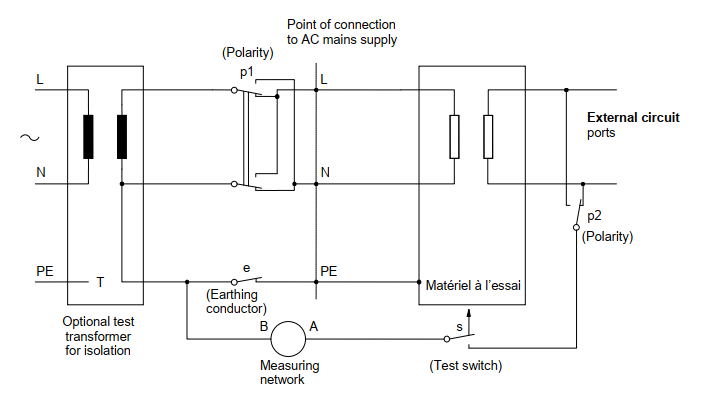 Point of connection
to AC mains supply
(Polarity)
p1
L
L
External circuit
ports
N
N
p2
(Polarity)
PE
T
e
PE
Matériel à l'essai
(Earthing
conductor)
Optional test
transformer
for isolation
B
A
s
Measuring
network
(Test switch)